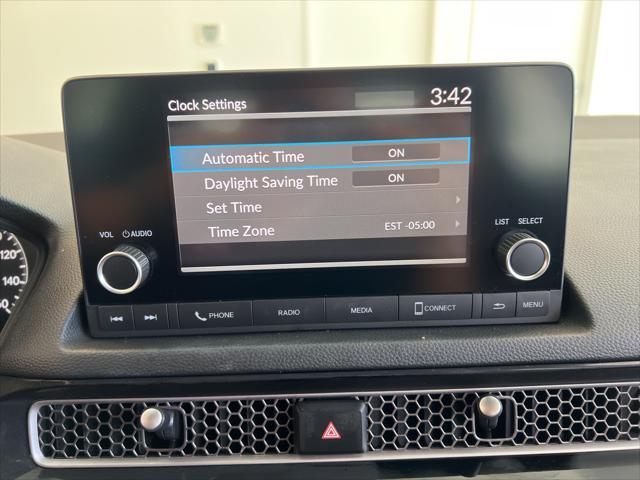 Clock Settings 3:42
Automatic Time ON
Daylight Saving Time ON
Set Time
Time Zone EST -05:00
VOL AUDIO
LIST SELECT
PHONE RADIO MEDIA CONNECT MENU
120
140